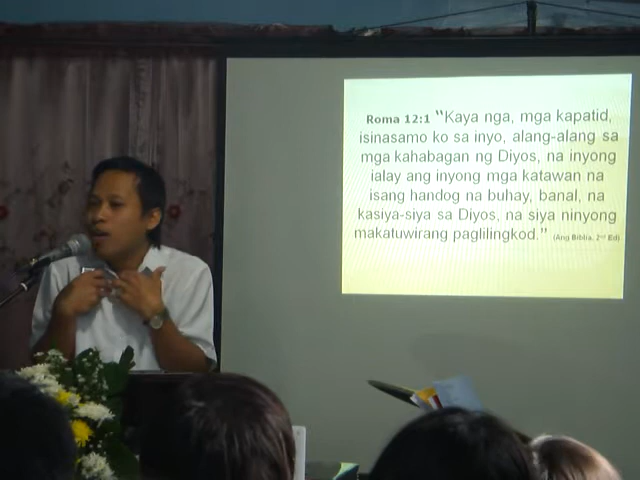 Roma 12:1 “Kaya nga, mga kapatid,
isinasamo ko sa inyo, alang-alang sa
mga kahabagan ng Diyos, na inyong
ialay ang inyong mga katawan na
isang handog na buhay, banal, na
kasiya-siya sa Diyos, na siya ninyong
makatuwirang paglilingkod.” (Ang Biblia, 2nd Ed)